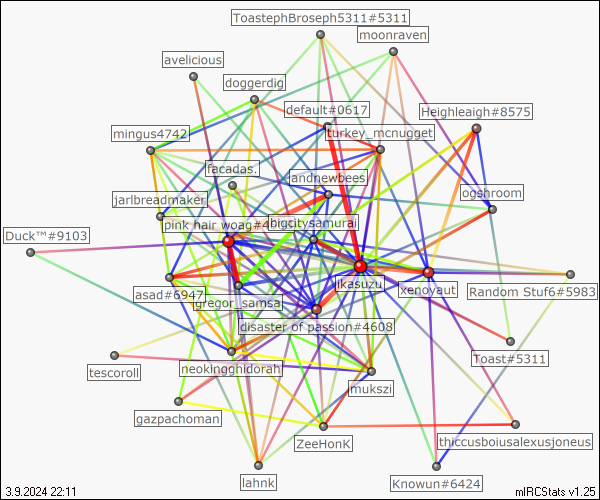 ToastephBroseph5311#5311
moonraven
avelicious
doggerdig
default#0617
Heighleaigh#8575
mingus4742
turkey_mcnugget
facadas.
andnewbees
jarlbreadmaker
ogshroom
pink hair woag#4
bigcitysamurai
Duck™#9103
ikasuzu
xenoyaut
asad#6947
gregor_samsa
Random Stuf6#5983
disaster of passion#4608
Toast#5311
tescoroll
neokingghidorah
mukszi
gazpachoman
ZeeHonK
thiccusboiusalexusjoneus
lahnk
Knowun#6424
3.9.2024 22:11
mIRCStats v1.25